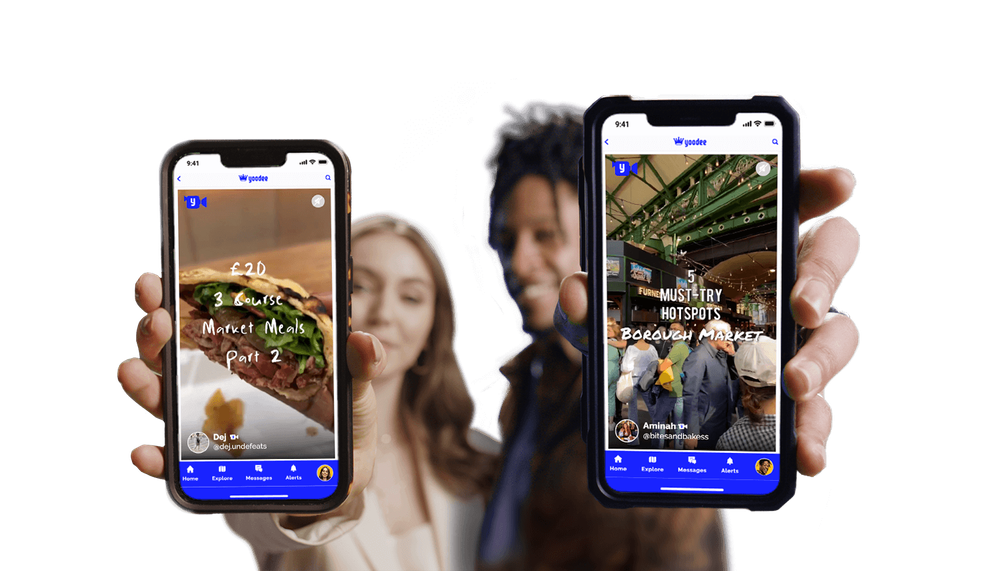 9:41
yoodee
y
£20
3 Course
Market Meals
Part 2
Dej
@dej.undefeats
Home
Explore
Messages
Alerts
9:41
yoodee
y
FURNE
5
MUST-TRY
HOTSPOTS
BOROUGH MARKET
Aminah
@bitesandbakess
Home
Explore
Messages
Alerts